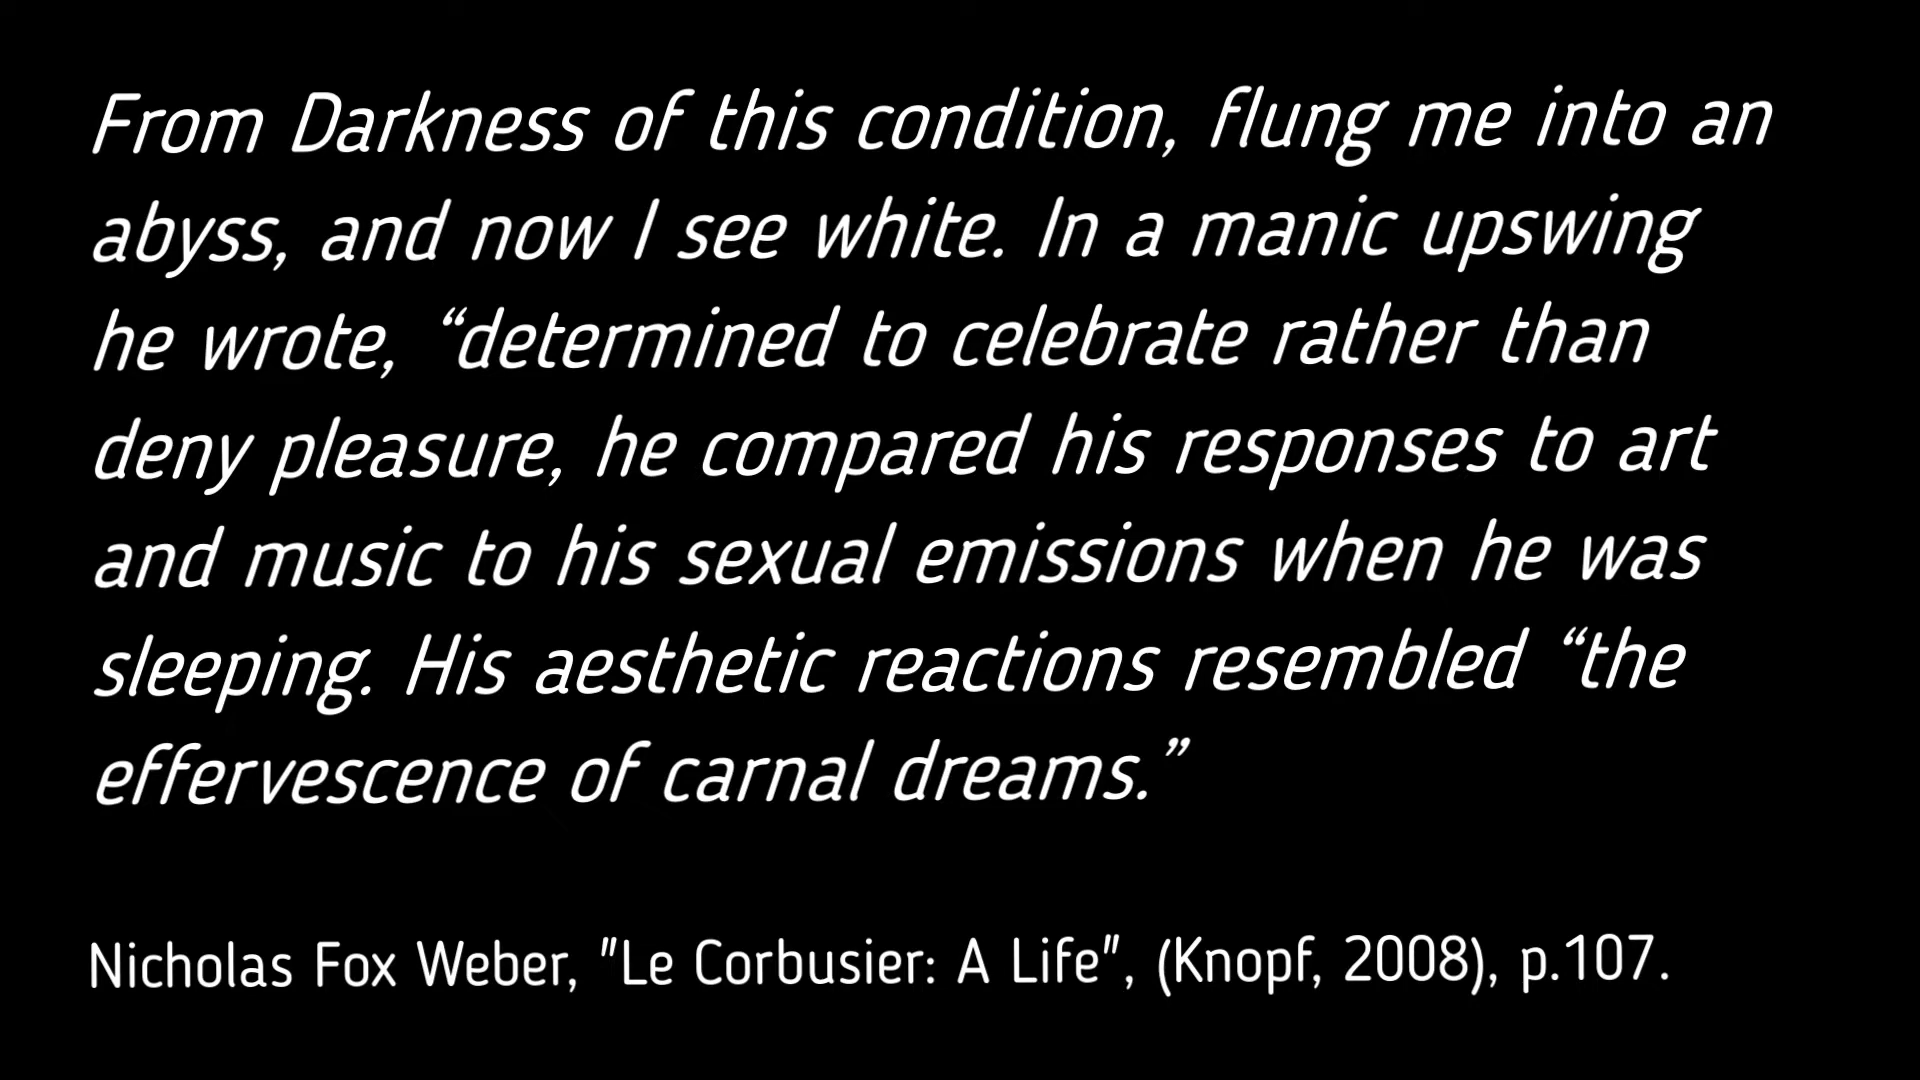 From Darkness of this condition, flung me into an
abyss, and now I see white. In a manic upswing
he wrote, “determined to celebrate rather than
deny pleasure, he compared his responses to art
and music to his sexual emissions when he was
sleeping. His aesthetic reactions resembled “the
effervescence of carnal dreams.”
Nicholas Fox Weber, "Le Corbusier: A Life", (Knopf, 2008), p.107.